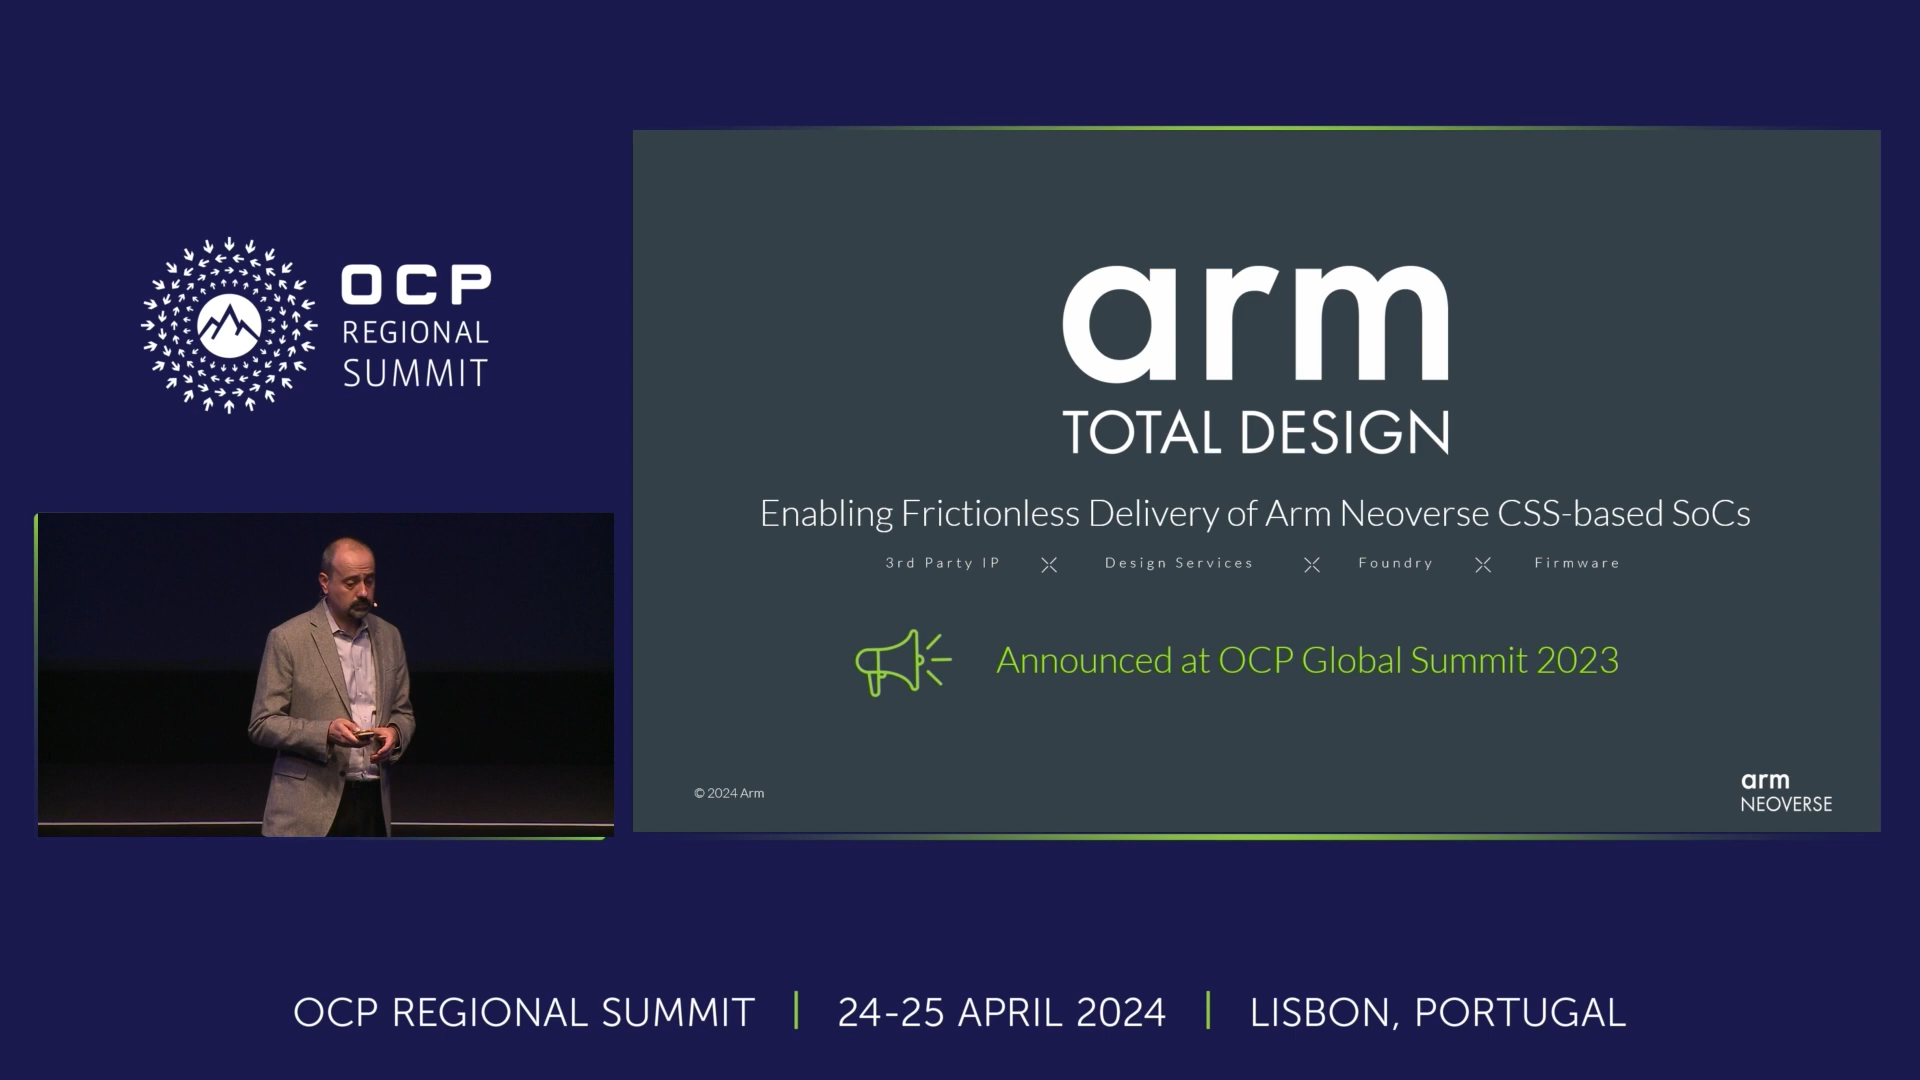 OCP
REGIONAL
SUMMIT
arm
TOTAL DESIGN
Enabling Frictionless Delivery of Arm Neoverse CSS-based SoCs
3rd Party IP Design Services Foundry Firmware
Announced at OCP Global Summit 2023
© 2024 Arm
arm
NEOVERSE
OCP REGIONAL SUMMIT | 24-25 APRIL 2024 | LISBON, PORTUGAL